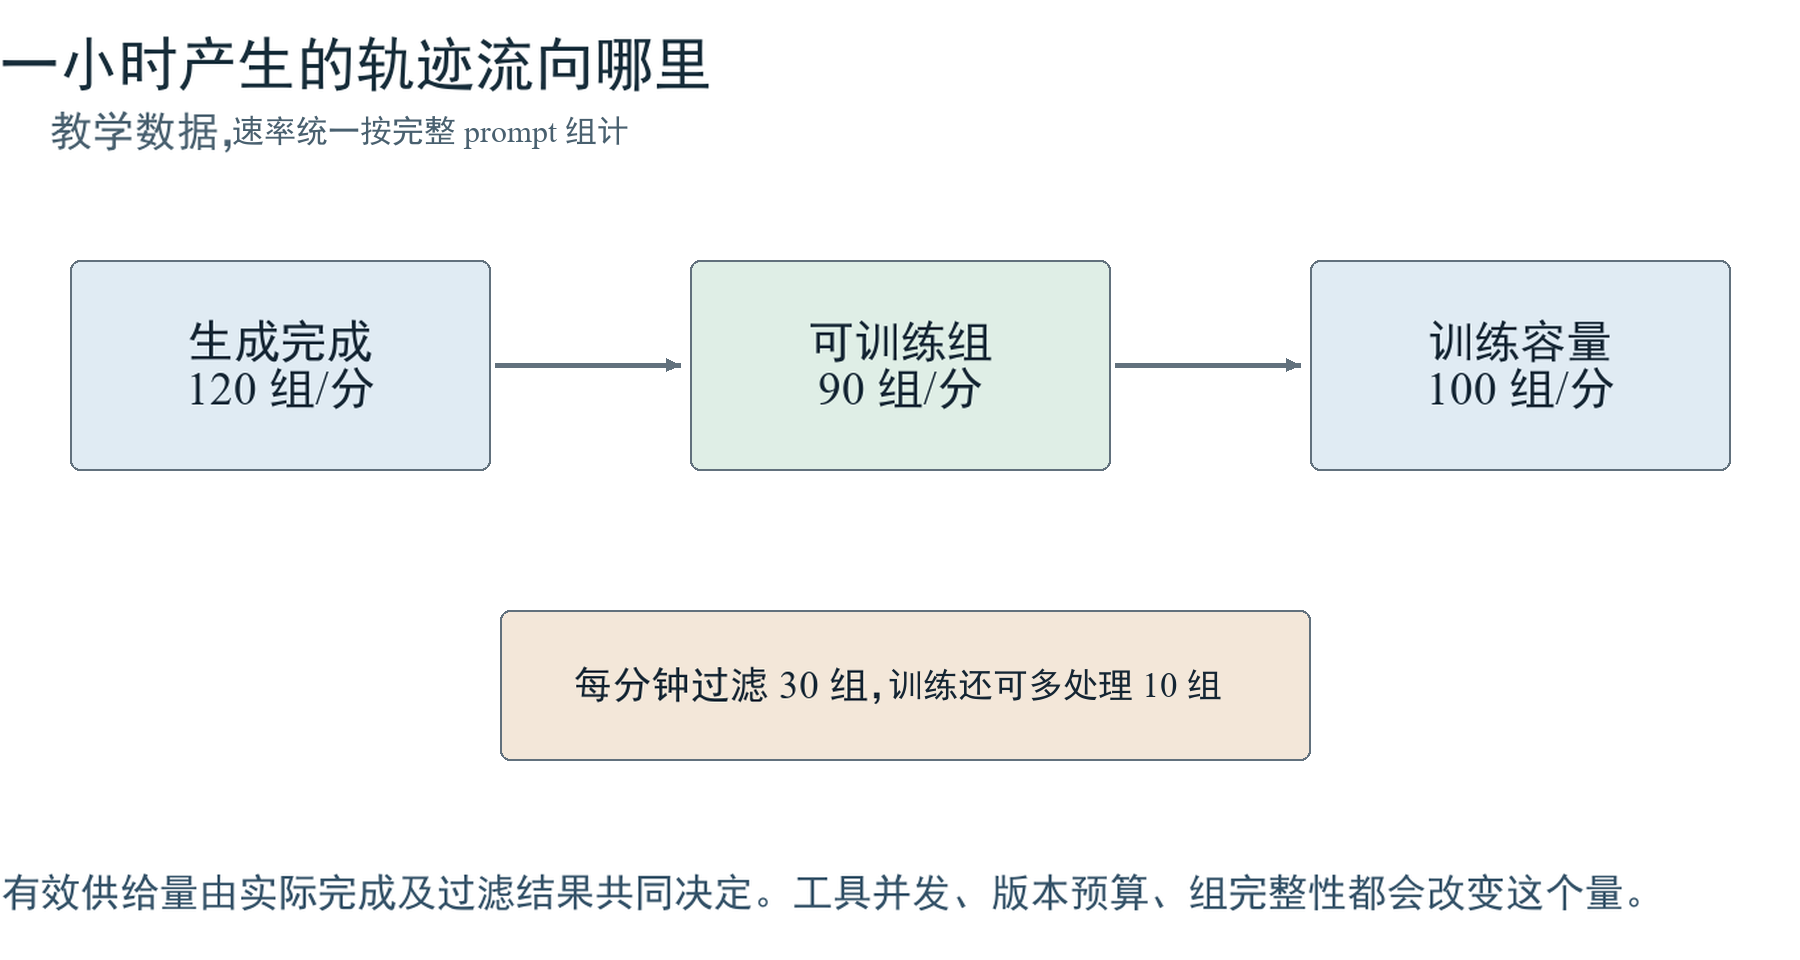 一小时产生的轨迹流向哪里
教学数据,速率统一按完整 prompt 组计
生成完成
120 组/分
可训练组
90 组/分
训练容量
100 组/分
每分钟过滤 30 组,训练还可多处理 10 组
有效供给量由实际完成及过滤结果共同决定。工具并发、版本预算、组完整性都会改变这个量。